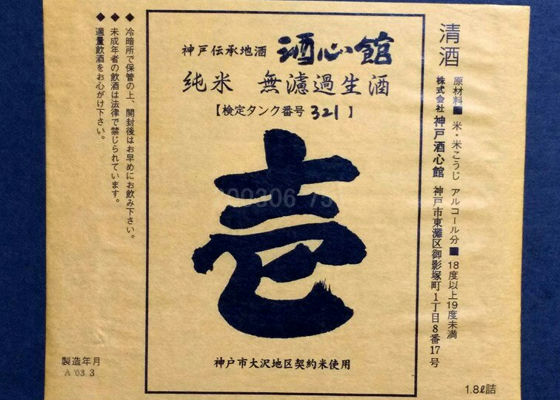 清酒
原材料■米・米こうじ アルコール分■18度以上19度未満
株式会社 神戸酒心館 神戸市東灘区御影塚町1丁目8番17号
1.8ℓ詰
神戸伝承地酒 酒心館
純米 無濾過生酒
【検定タンク番号 321 】
壱
神戸市大沢地区契約米使用
◆冷暗所で保管の上、開封後はお早めにお飲み下さい。
◆未成年者の飲酒は法律で禁じられています。
◆適量飲酒をお心がけ下さい。
製造年月
A '03 3